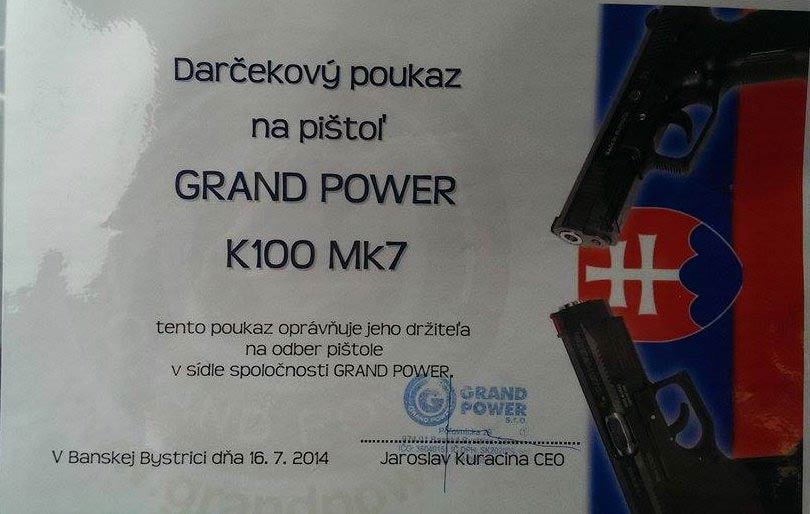 Darčekový poukaz
na pištoľ
GRAND POWER
K100 Mk7
tento poukaz oprávňuje jeho držiteľa
na odber pištole
v sídle spoločnosti GRAND POWER.
GRAND
POWER
s.r.o.
V Banskej Bystrici dňa 16. 7. 2014
Jaroslav Kuracina CEO